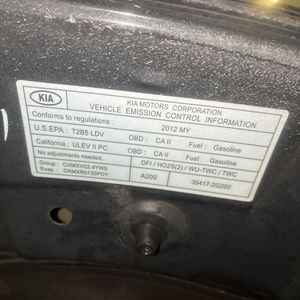 KIA
KIA MOTORS CORPORATION
VEHICLE EMISSION CONTROL INFORMATION
Conforms to regulations : 2012 MY
U.S.EPA : T2B5 LDV OBD : CA II Fuel : Gasoline
California : ULEV II PC OBD : CA II Fuel : Gasoline
No adjustments needed. DFI / HO2S(2) / WU-TWC / TWC
Group : CKMXV02.4YW5
Evap. : CKMXR0130PDY A200 35417-2G200